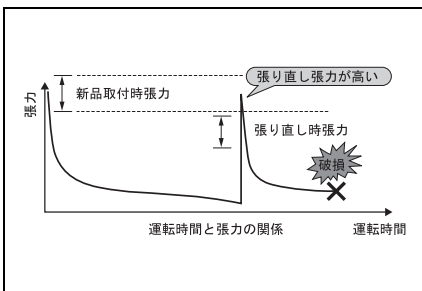 張り直し張力が高い
新品取付時張力
張力
張り直し時張力
破損
運転時間と張力の関係
運転時間